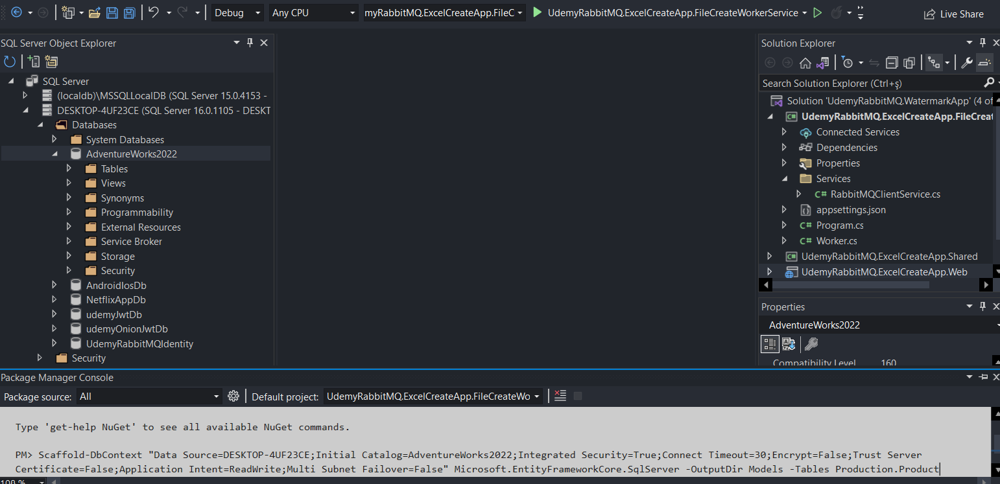 Debug
Any CPU
myRabbitMQ.ExcelCreateApp.FileC
UdemyRabbitMQ.ExcelCreateApp.FileCreateWorkerService
Live Share
SQL Server Object Explorer
SQL Server
(localdb)\MSSQLLocalDB (SQL Server 15.0.4153 -
DESKTOP-4UF23CE (SQL Server 16.0.1105 - DESKT
Databases
System Databases
AdventureWorks2022
Tables
Views
Synonyms
Programmability
External Resources
Service Broker
Storage
Security
AndroidIosDb
NetflixAppDb
udemyJwtDb
udemyOnionJwtDb
UdemyRabbitMQIdentity
Security
Solution Explorer
Search Solution Explorer (Ctrl+ş)
Solution 'UdemyRabbitMQ.WatermarkApp' (4 of
UdemyRabbitMQ.ExcelCreateApp.FileCreat
Connected Services
Dependencies
Properties
Services
C# RabbitMQClientService.cs
appsettings.json
C# Program.cs
C# Worker.cs
UdemyRabbitMQ.ExcelCreateApp.Shared
UdemyRabbitMQ.ExcelCreateApp.Web
Properties
AdventureWorks2022
Compatibility Level 160
Package Manager Console
Package source: All
Default project: UdemyRabbitMQ.ExcelCreateApp.FileCreateWo
Type 'get-help NuGet' to see all available NuGet commands.
PM> Scaffold-DbContext "Data Source=DESKTOP-4UF23CE;Initial Catalog=AdventureWorks2022;Integrated Security=True;Connect Timeout=30;Encrypt=False;Trust Server
Certificate=False;Application Intent=ReadWrite;Multi Subnet Failover=False" Microsoft.EntityFrameworkCore.SqlServer -OutputDir Models -Tables Production.Product
108 %